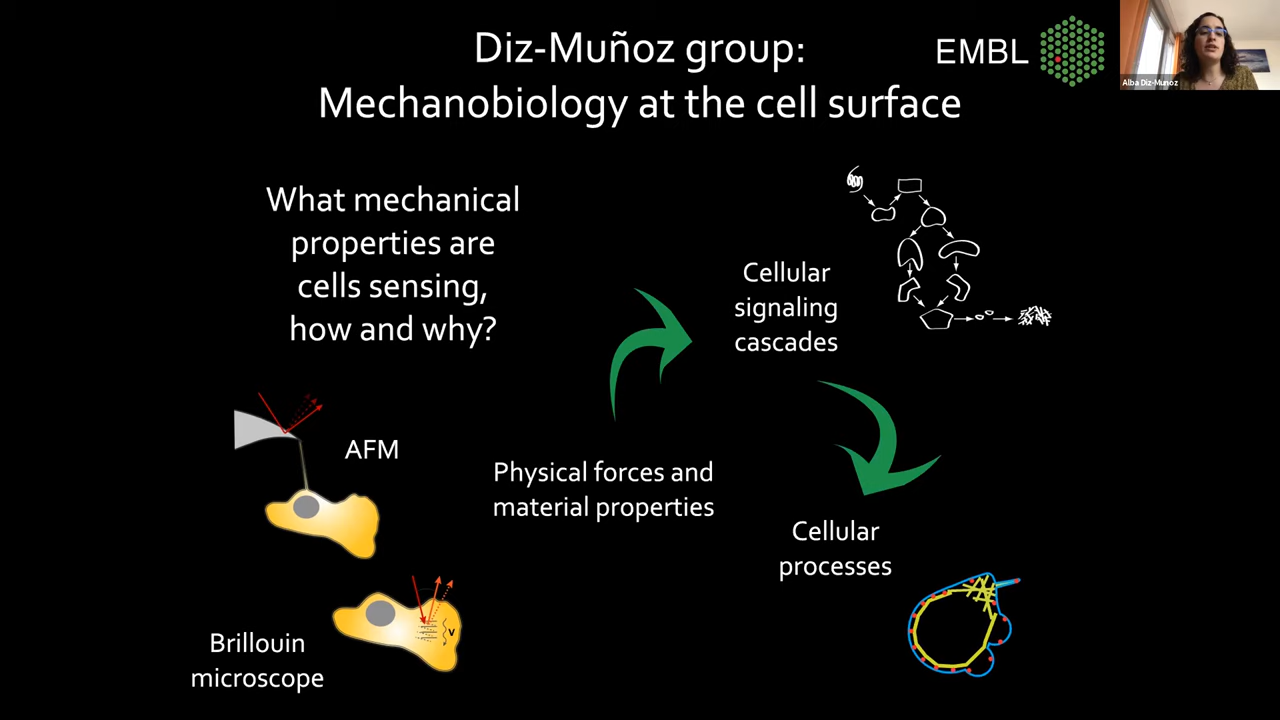 Diz-Muñoz group:
Mechanobiology at the cell surface
EMBL
Alba Diz-Munoz
What mechanical
properties are
cells sensing,
how and why?
Cellular
signaling
cascades
AFM
Physical forces and
material properties
Cellular
processes
Brillouin
microscope
v